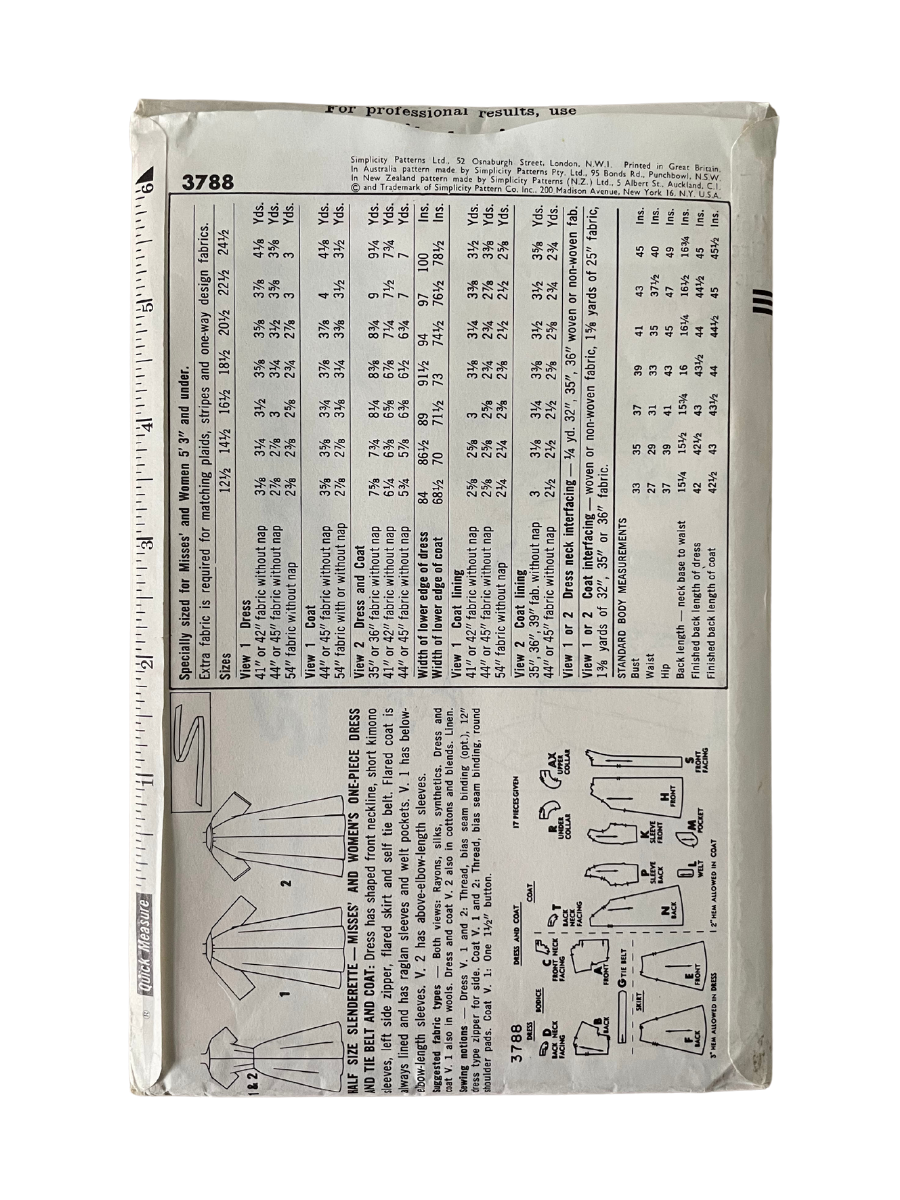 For professional results, use
3788
Simplicity Patterns Ltd., 52 Osnaburgh Street, London, N.W.1. Printed in Great Britain.
In Australia pattern made by Simplicity Patterns Pty. Ltd., 95 Bonds Rd., Punchbowl, N.S.W.
In New Zealand pattern made by Simplicity Patterns (N.Z.) Ltd., 5 Albert St., Auckland, C.1.
© and Trademark of Simplicity Pattern Co. Inc., 200 Madison Avenue, New York 16, N.Y. U.S.A.
® Quick Measure 1 2 3 4 5 6
Specially sized for Misses' and Women 5' 3" and under.
Extra fabric is required for matching plaids, stripes and one-way design fabrics.
Sizes 12½ 14½ 16½ 18½ 20½ 22½ 24½
View 1 Dress
41" or 42" fabric without nap 3⅛ 3¼ 3½ 3⅝ 3⅝ 3⅞ 4⅛ Yds.
44" or 45" fabric without nap 2⅞ 2⅞ 3 3¼ 3½ 3⅝ 3⅝ Yds.
54" fabric without nap 2⅜ 2⅜ 2⅝ 2¾ 2⅞ 3 3 Yds.
View 1 Coat
44" or 45" fabric without nap 3⅝ 3⅝ 3¾ 3⅞ 3⅞ 4 4⅛ Yds.
54" fabric with or without nap 2⅞ 2⅞ 3⅛ 3¼ 3⅜ 3½ 3½ Yds.
View 2 Dress and Coat
35" or 36" fabric without nap 7⅝ 7¾ 8¼ 8⅜ 8¾ 9 9¼ Yds.
41" or 42" fabric without nap 6¼ 6⅜ 6⅝ 6⅞ 7¼ 7½ 7¾ Yds.
44" or 45" fabric without nap 5¾ 5⅞ 6⅜ 6½ 6¾ 7 7 Yds.
Width of lower edge of dress 84 86½ 89 91½ 94 97 100 Ins.
Width of lower edge of coat 68½ 70 71½ 73 74½ 76½ 78½ Ins.
View 1 Coat lining
41" or 42" fabric without nap 2⅝ 2⅝ 3 3⅛ 3¼ 3⅜ 3½ Yds.
44" or 45" fabric without nap 2⅝ 2⅝ 2⅝ 2¾ 2¾ 2⅞ 3⅜ Yds.
54" fabric without nap 2¼ 2¼ 2⅜ 2⅜ 2½ 2½ 2⅝ Yds.
View 2 Coat lining
35", 36", 39" fab. without nap 3 3⅛ 3¼ 3⅜ 3½ 3½ 3⅝ Yds.
44" or 45" fabric without nap 2½ 2½ 2½ 2⅝ 2⅝ 2¾ 2¾ Yds.
View 1 or 2 Dress neck interfacing — ¼ yd. 32", 35", 36" woven or non-woven fab.
View 1 or 2 Coat interfacing — woven or non-woven fabric, 1⅝ yards of 25" fabric,
1⅜ yards of 32", 35" or 36" fabric.
STANDARD BODY MEASUREMENTS
Bust 33 35 37 39 41 43 45 Ins.
Waist 27 29 31 33 35 37½ 40 Ins.
Hip 37 39 41 43 45 47 49 Ins.
Back length — neck base to waist 15¼ 15½ 15¾ 16 16¼ 16½ 16¾ Ins.
Finished back length of dress 42 42½ 43 43½ 44 44½ 45 Ins.
Finished back length of coat 42½ 43 43½ 44 44½ 45 45½ Ins.
1 & 2
1
2
HALF SIZE SLENDERETTE — MISSES' AND WOMEN'S ONE-PIECE DRESS
AND TIE BELT AND COAT: Dress has shaped front neckline, short kimono
sleeves, left side zipper, flared skirt and self tie belt. Flared coat is
always lined and has raglan sleeves and welt pockets. V. 1 has below-
elbow-length sleeves. V. 2 has above-elbow-length sleeves.
Suggested fabric types — Both views: Rayons, silks, synthetics. Dress and
coat V. 1 also in wools. Dress and coat V. 2 also in cottons and blends. Linen.
Sewing notions — Dress V. 1 and 2: Thread, bias seam binding (opt.), 12"
dress type zipper for side. Coat V. 1 and 2: Thread, bias seam binding, round
shoulder pads. Coat V. 1: One 1½" button.
3788
17 PIECES GIVEN
DRESS
DRESS AND COAT
COAT
BODICE
D BACK NECK FACING
C FRONT NECK FACING
B BACK
A FRONT
G TIE BELT
SKIRT
F BACK
E FRONT
3" HEM ALLOWED IN DRESS
T BACK NECK FACING
R UNDER COLLAR
AX UPPER COLLAR
N BACK
P SLEEVE BACK
K SLEEVE FRONT
L WELT
M POCKET
H FRONT
S FRONT FACING
2" HEM ALLOWED IN COAT